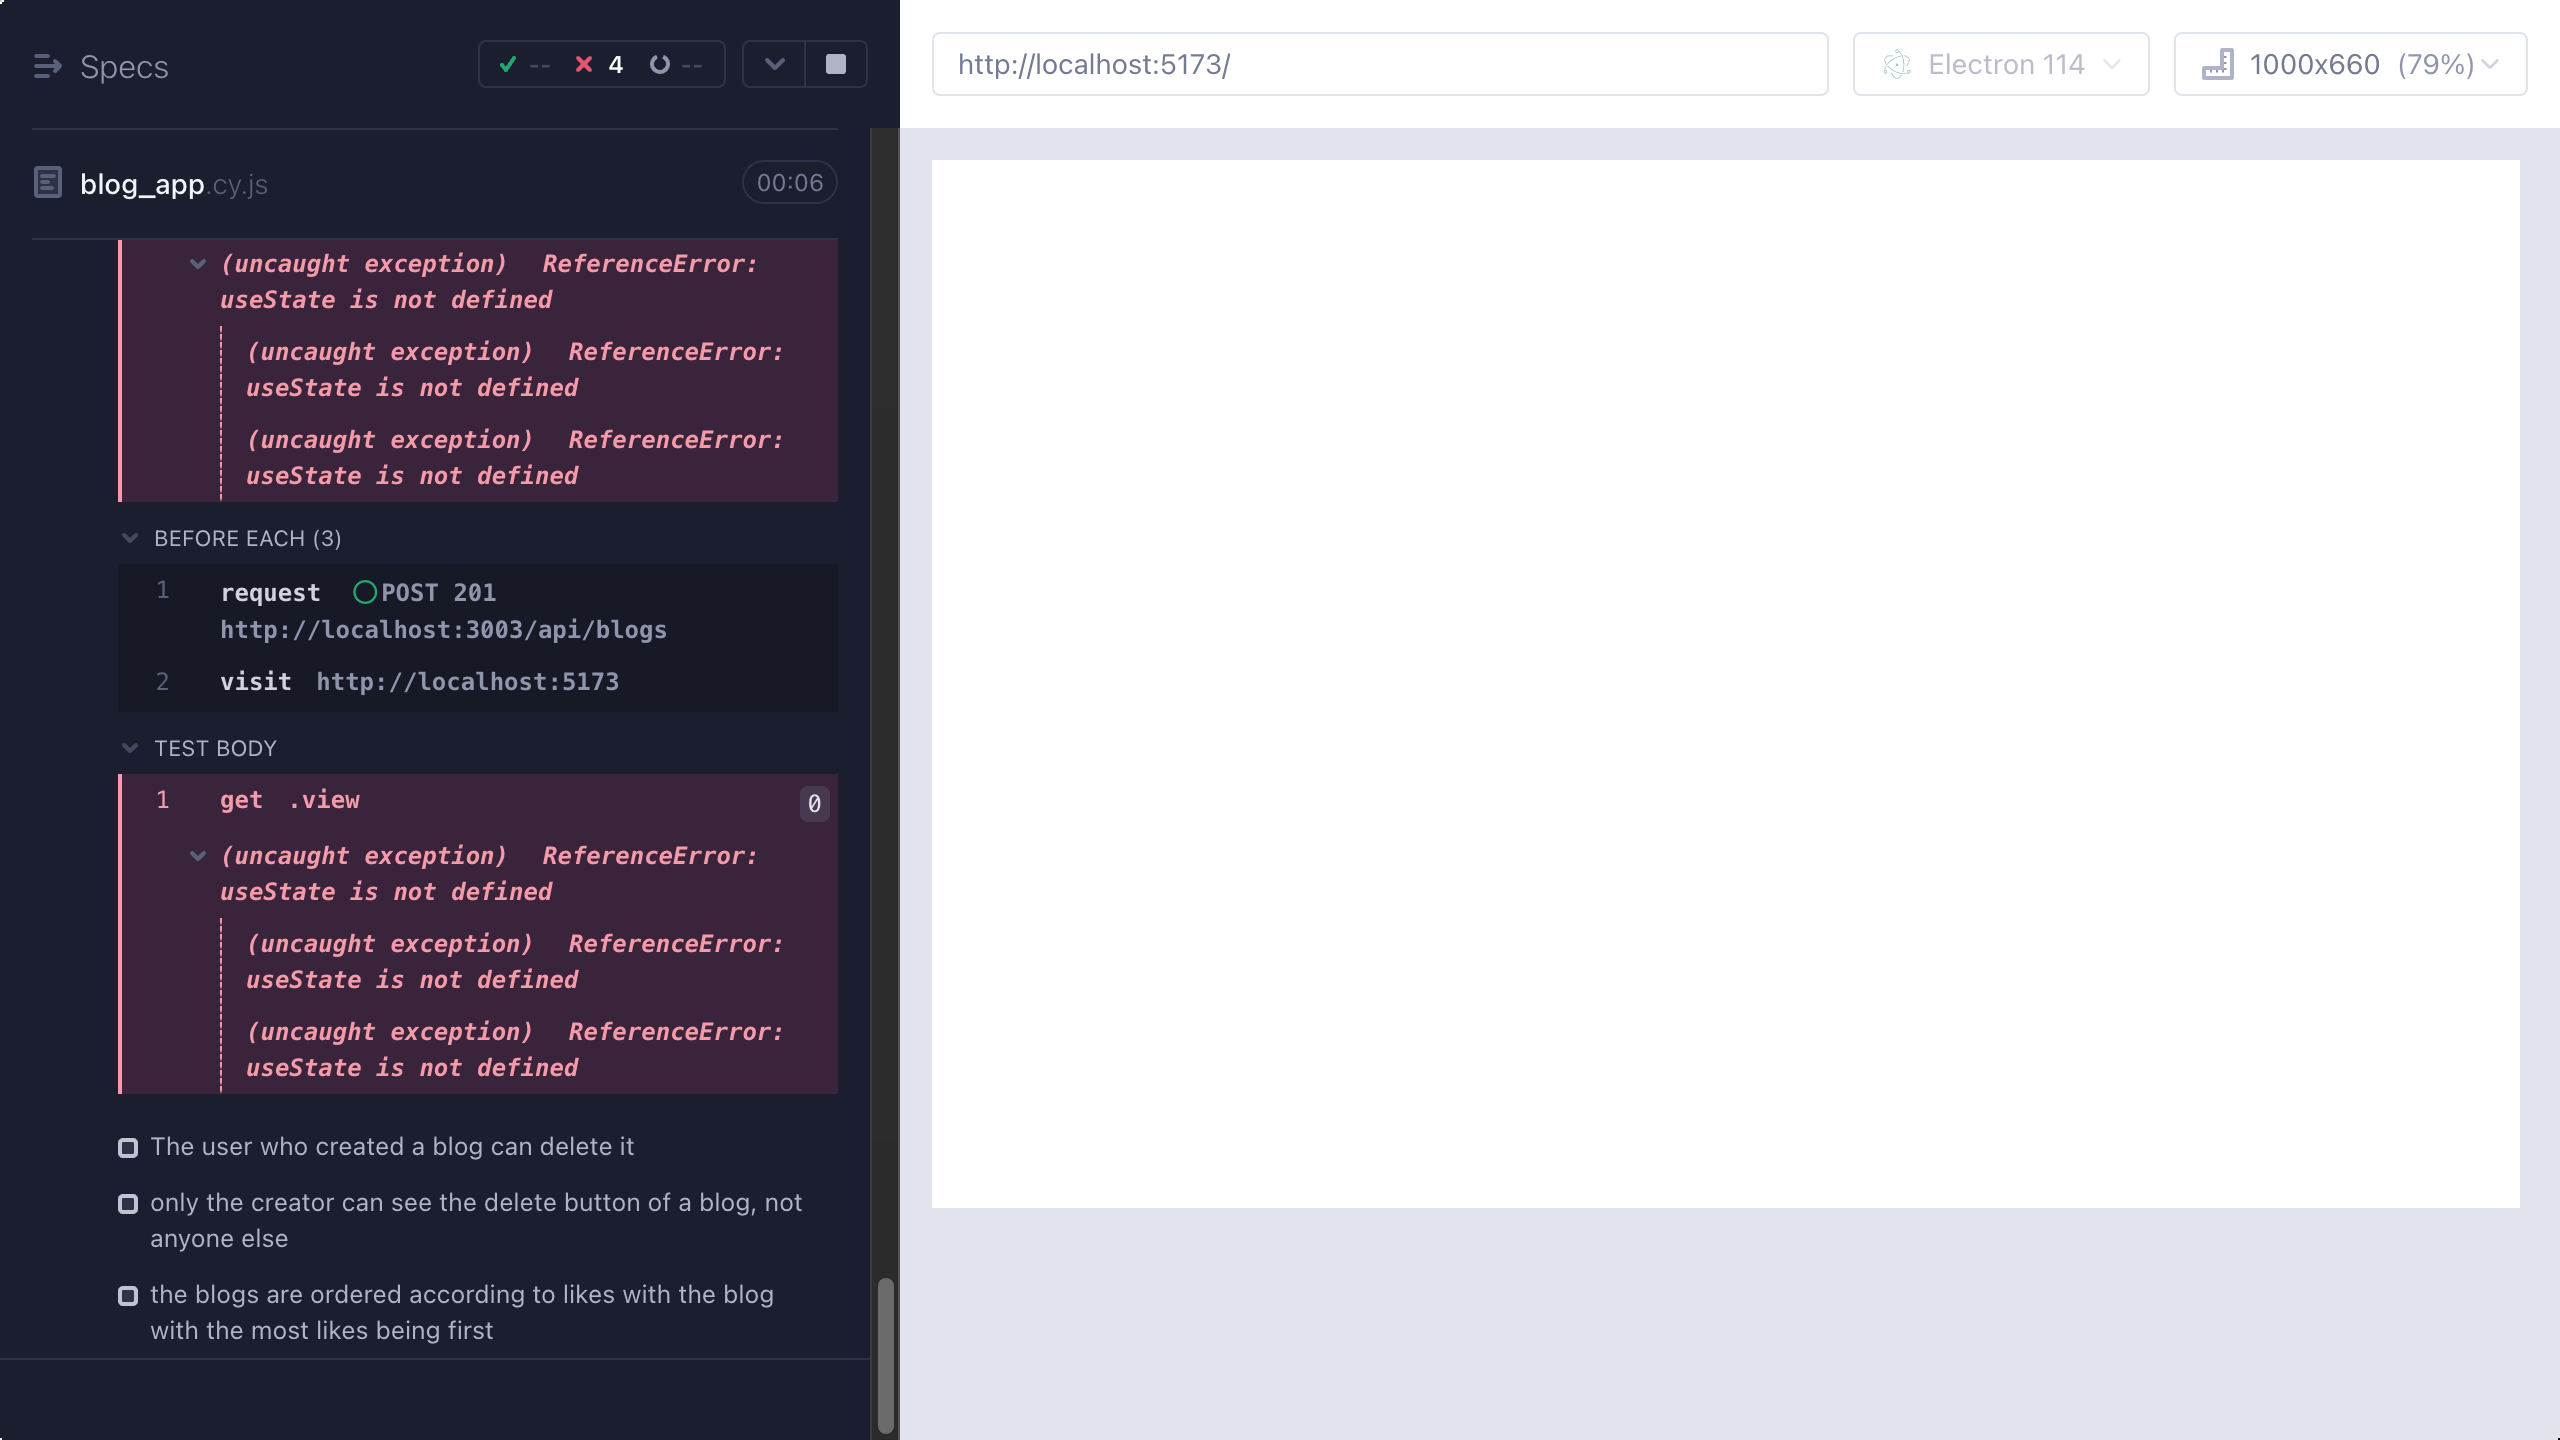 Specs
-- 4 --
blog_app.cy.js
00:06
(uncaught exception) ReferenceError:
useState is not defined
(uncaught exception) ReferenceError:
useState is not defined
(uncaught exception) ReferenceError:
useState is not defined
BEFORE EACH (3)
1 request POST 201
http://localhost:3003/api/blogs
2 visit http://localhost:5173
TEST BODY
1 get .view 0
(uncaught exception) ReferenceError:
useState is not defined
(uncaught exception) ReferenceError:
useState is not defined
(uncaught exception) ReferenceError:
useState is not defined
The user who created a blog can delete it
only the creator can see the delete button of a blog, not
anyone else
the blogs are ordered according to likes with the blog
with the most likes being first
http://localhost:5173/
Electron 114
1000x660 (79%)